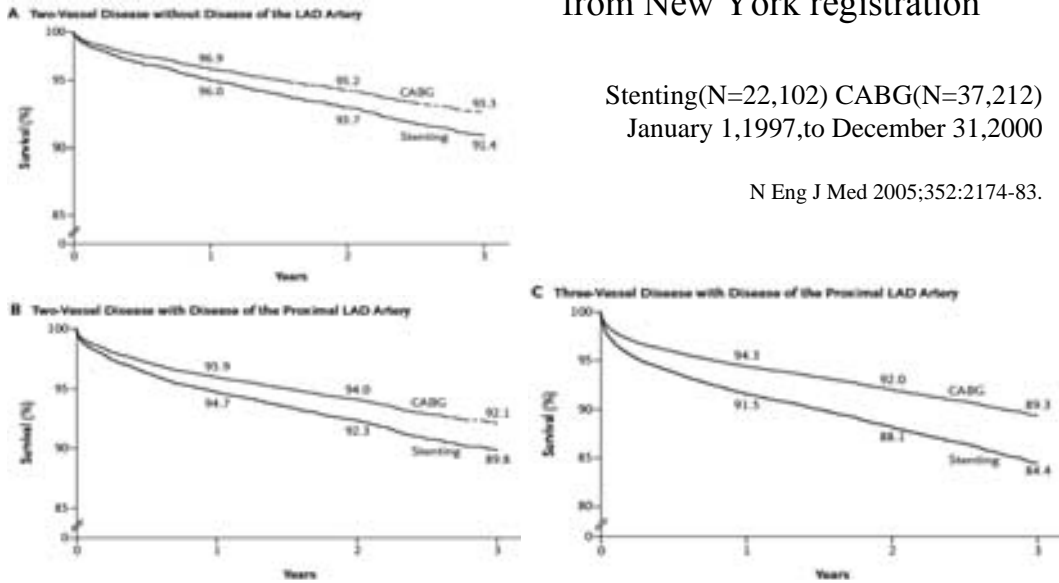 from New York registration
Stenting(N=22,102) CABG(N=37,212)
January 1,1997,to December 31,2000
N Eng J Med 2005;352:2174-83.
A Two-Vessel Disease without Disease of the LAD Artery
Survival (%)
100
95
90
85
0
96.9
95.2
CABG
96.0
93.7
Stenting
91.4
0 1 2 3
Years
B Two-Vessel Disease with Disease of the Proximal LAD Artery
Survival (%)
100
95
90
85
0
95.9
94.0
CABG
92.1
94.7
92.3
Stenting
89.8
0 1 2 3
Years
C Three-Vessel Disease with Disease of the Proximal LAD Artery
Survival (%)
100
95
90
85
80
0
94.3
92.0
CABG
89.3
91.5
88.1
Stenting
84.4
0 1 2 3
Years